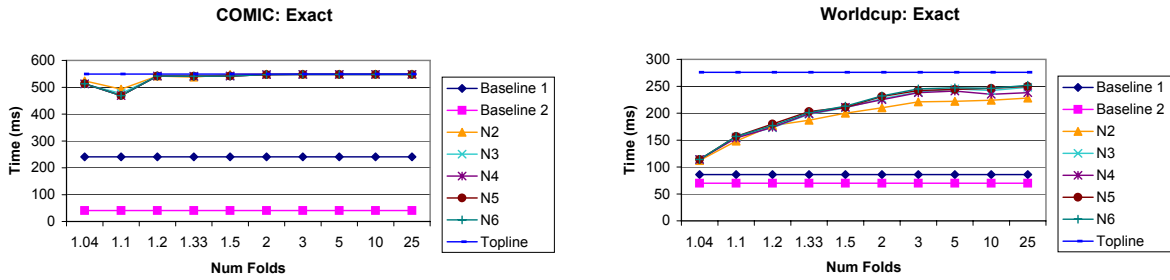 COMIC: Exact
Time (ms)
600
500
400
300
200
100
0
1.04 1.1 1.2 1.33 1.5 2 3 5 10 25
Num Folds
Baseline 1
Baseline 2
N2
N3
N4
N5
N6
Topline
Worldcup: Exact
Time (ms)
300
250
200
150
100
50
0
1.04 1.1 1.2 1.33 1.5 2 3 5 10 25
Num Folds
Baseline 1
Baseline 2
N2
N3
N4
N5
N6
Topline